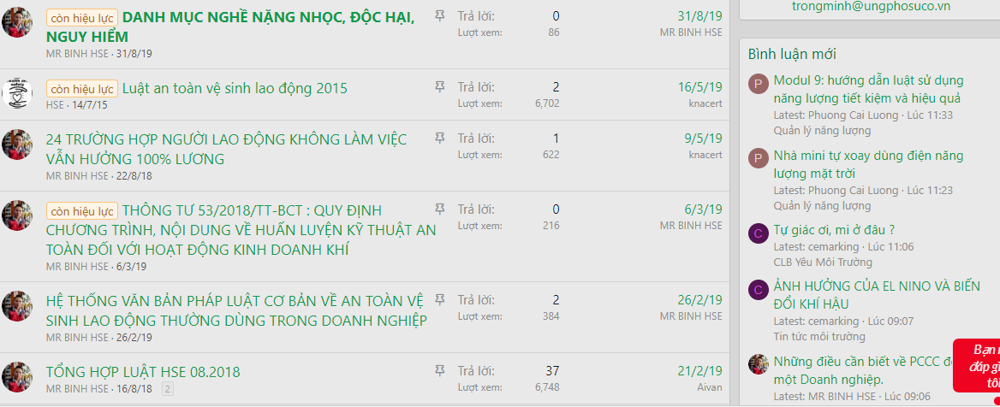 còn hiệu lực DANH MỤC NGHỀ NẶNG NHỌC, ĐỘC HẠI,
NGUY HIỂM
MR BINH HSE · 31/8/19
Trả lời: 0
Lượt xem: 86
31/8/19
MR BINH HSE
còn hiệu lực Luật an toàn vệ sinh lao động 2015
HSE · 14/7/15
Trả lời: 2
Lượt xem: 6,702
16/5/19
knacert
24 TRƯỜNG HỢP NGƯỜI LAO ĐỘNG KHÔNG LÀM VIỆC
VẪN HƯỞNG 100% LƯƠNG
MR BINH HSE · 22/8/18
Trả lời: 1
Lượt xem: 622
9/5/19
knacert
còn hiệu lực THÔNG TƯ 53/2018/TT-BCT : QUY ĐỊNH
CHƯƠNG TRÌNH, NỘI DUNG VỀ HUẤN LUYỆN KỸ THUẬT AN
TOÀN ĐỐI VỚI HOẠT ĐỘNG KINH DOANH KHÍ
MR BINH HSE · 6/3/19
Trả lời: 0
Lượt xem: 216
6/3/19
MR BINH HSE
HỆ THỐNG VĂN BẢN PHÁP LUẬT CƠ BẢN VỀ AN TOÀN VỆ
SINH LAO ĐỘNG THƯỜNG DÙNG TRONG DOANH NGHIỆP
MR BINH HSE · 26/2/19
Trả lời: 2
Lượt xem: 384
26/2/19
MR BINH HSE
TỔNG HỢP LUẬT HSE 08.2018
MR BINH HSE · 16/8/18 2
Trả lời: 37
Lượt xem: 6,748
21/2/19
Aivan
trongminh@ungphosuco.vn
Bình luận mới
P
Modul 9: hướng dẫn luật sử dụng
năng lượng tiết kiệm và hiệu quả
Latest: Phuong Cai Luong · Lúc 11:33
Quản lý năng lượng
P
Nhà mini tự xoay dùng điện năng
lượng mặt trời
Latest: Phuong Cai Luong · Lúc 11:23
Quản lý năng lượng
C
Tự giác ơi, mi ở đâu ?
Latest: cemarking · Lúc 11:06
CLB Yêu Môi Trường
C
ẢNH HƯỞNG CỦA EL NINO VÀ BIẾN
ĐỔI KHÍ HẬU
Latest: cemarking · Lúc 09:07
Tin tức môi trường
Những điều cần biết về PCCC
một Doanh nghiệp.
Latest: MR BINH HSE · Lúc 09:06
Bạn
đáp